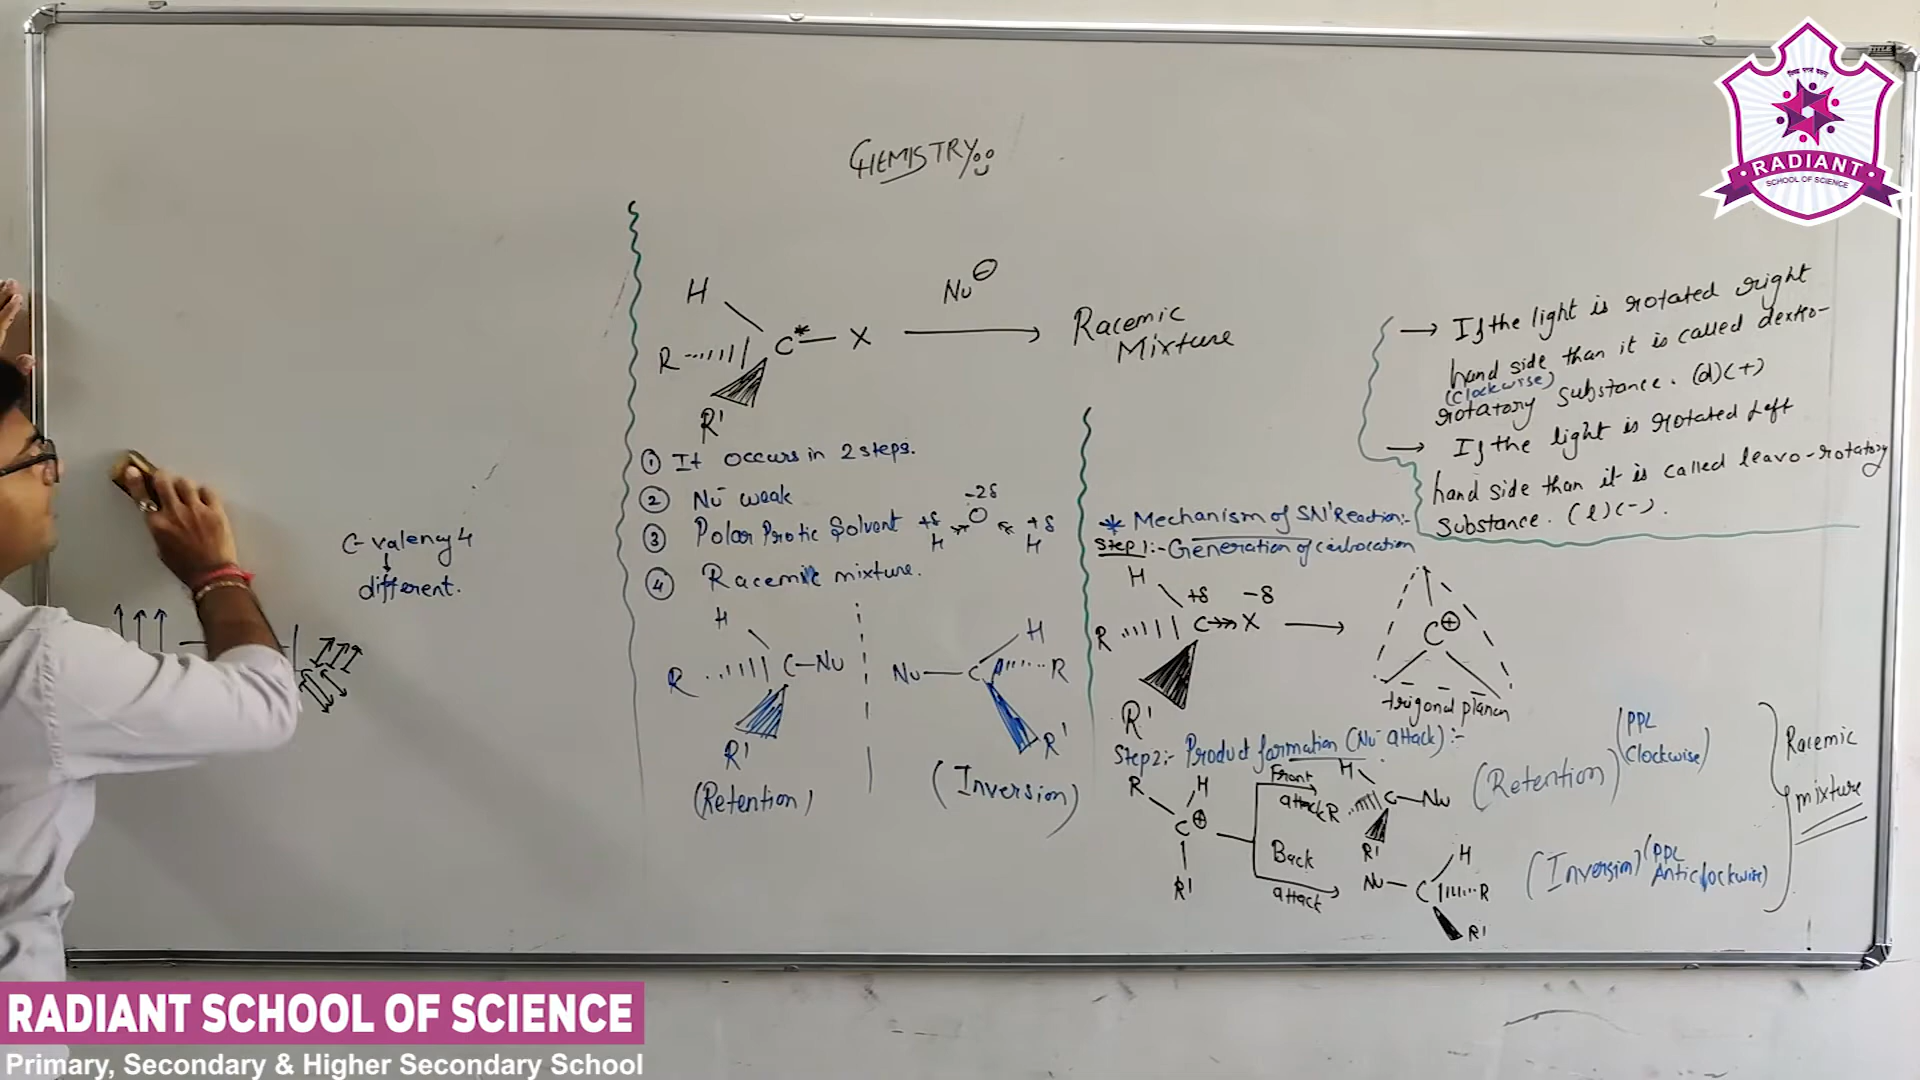 CHEMISTRY
C- valency 4
different.
H
R C* — X
R'
Nu⊖
Racemic
Mixture
① It occurs in 2 steps.
② Nu⁻ weak
③ Polar Protic Solvent +δ H -2δ O +δ H
④ Racemic mixture.
H
R C—Nu
R'
(Retention)
H
Nu—C R
R'
(Inversion)
→ If the light is rotated right
hand side than it is called dextro-
(Clockwise)
rotatory substance. (d)(+)
→ If the light is rotated left
hand side than it is called leavo-rotatory
substance. (l)(-).
* Mechanism of SN¹ Reaction:-
Step 1:- Generation of carbocation
H
R C +δ X -δ
R'
C⊕
trigonal planar
Step 2:- Product formation (Nu⁻ attack):-
R H
C⊕
R'
Front
attack
H
R C—Nu
R'
(Retention) (PPL
Clockwise)
Back
attack
H
Nu—C R
R'
(Inversion) (PPL
Anticlockwise)
Racemic
mixture
RADIANT
SCHOOL OF SCIENCE
RADIANT SCHOOL OF SCIENCE
Primary, Secondary & Higher Secondary School